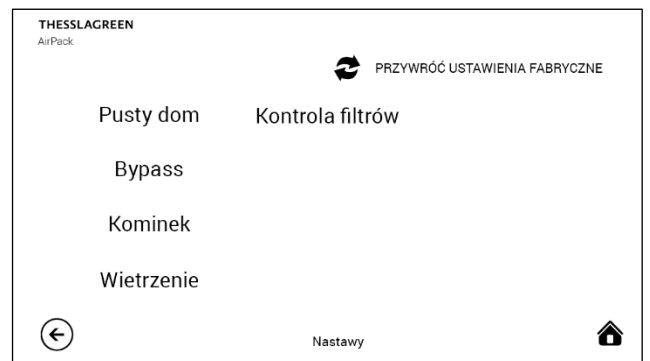 THESSLAGREEN
AirPack
PRZYWRÓĆ USTAWIENIA FABRYCZNE
Pusty dom
Kontrola filtrów
Bypass
Kominek
Wietrzenie
Nastawy